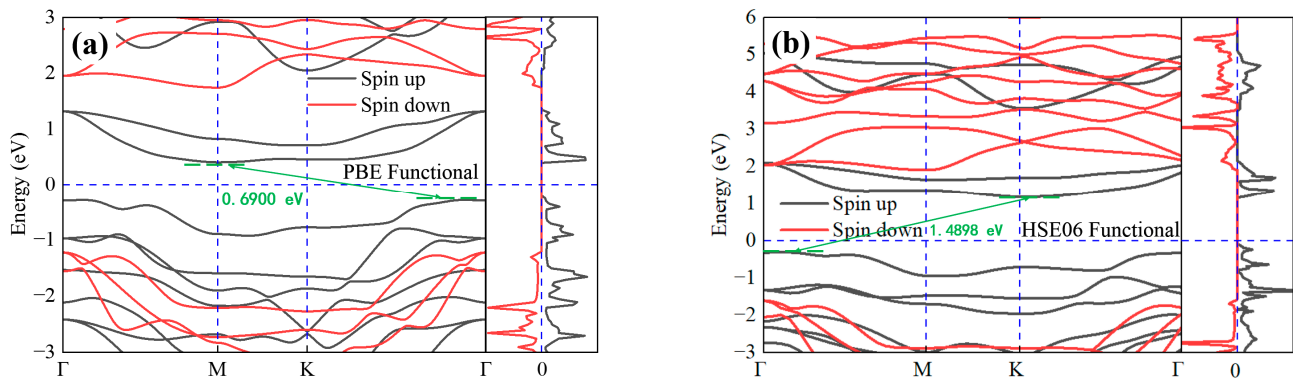 (a)
Energy (eV)
3
2
1
0
−1
−2
−3
Spin up
Spin down
PBE Functional
0.6900 eV
Γ M K Γ 0
(b)
Energy (eV)
6
5
4
3
2
1
0
−1
−2
−3
Spin up
Spin down 1.4898 eV HSE06 Functional
Γ M K Γ 0